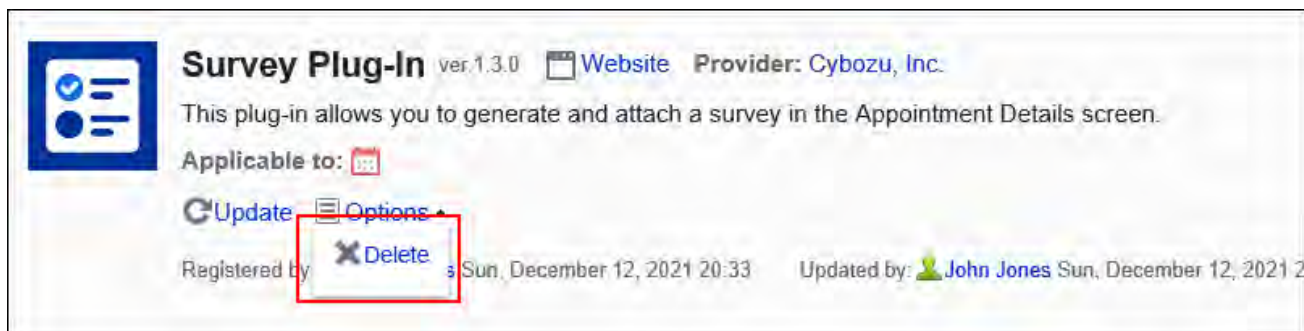 Survey Plug-In ver.1.3.0 Website Provider: Cybozu, Inc.
This plug-in allows you to generate and attach a survey in the Appointment Details screen.
Applicable to:
Update Options
Delete
Registered by s Sun, December 12, 2021 20:33 Updated by: John Jones Sun, December 12, 2021 2